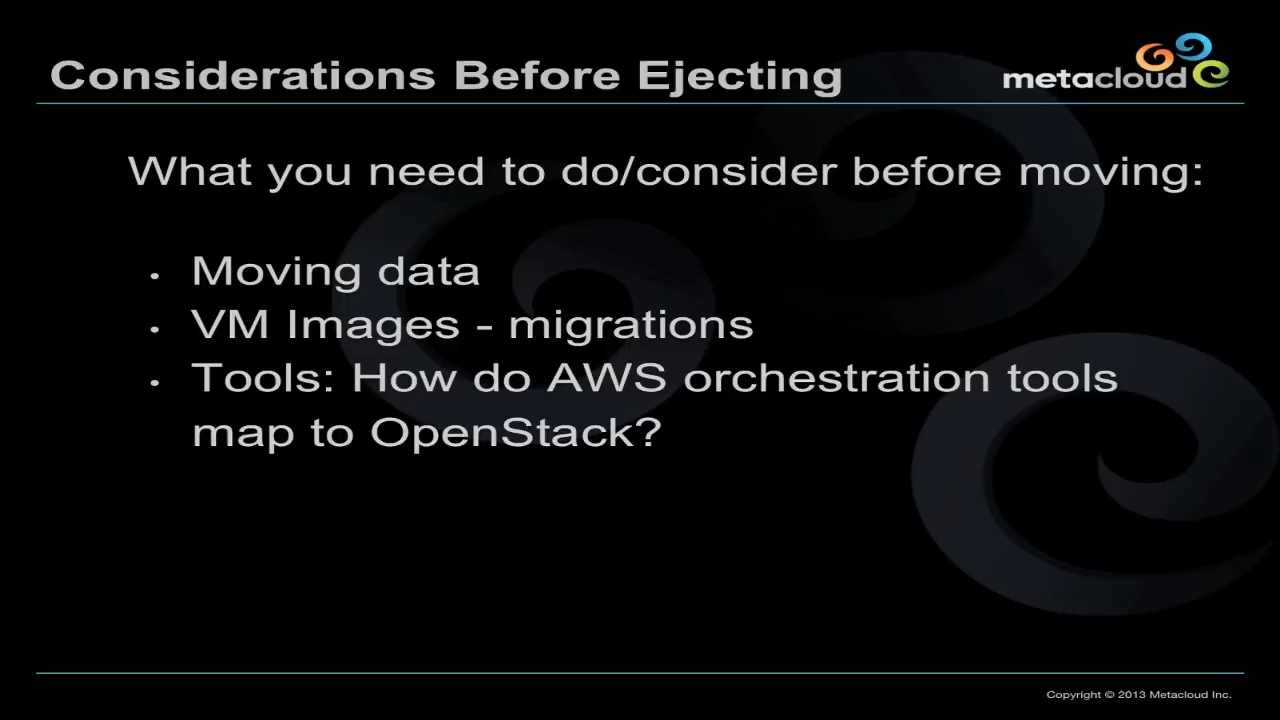 Considerations Before Ejecting
metacloud
What you need to do/consider before moving:
• Moving data
• VM Images - migrations
• Tools: How do AWS orchestration tools
map to OpenStack?
Copyright © 2013 Metacloud Inc.